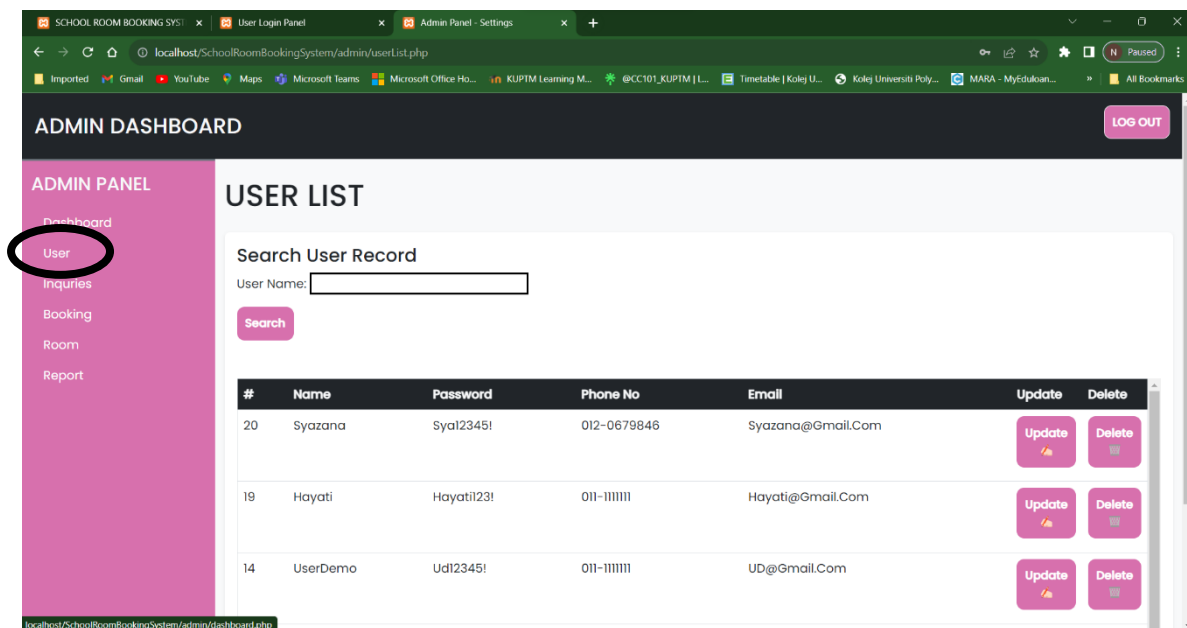 SCHOOL ROOM BOOKING SYST
User Login Panel
Admin Panel - Settings
localhost/SchoolRoomBookingSystem/admin/userList.php
N Paused
Imported Gmail YouTube Maps Microsoft Teams Microsoft Office Ho... KUPTM Learning M... @CC101_KUPTM | L... Timetable | Kolej U... Kolej Universiti Poly... MARA - MyEduloan... » All Bookmarks
ADMIN DASHBOARD
LOG OUT
ADMIN PANEL
Dashboard
User
Inquries
Booking
Room
Report
USER LIST
Search User Record
User Name:
Search
# Name Password Phone No Email Update Delete
20 Syazana Sya12345! 012-0679846 Syazana@Gmail.Com Update Delete
19 Hayati Hayati123! 011-1111111 Hayati@Gmail.Com Update Delete
14 UserDemo Ud12345! 011-1111111 UD@Gmail.Com Update Delete
localhost/SchoolRoomBookingSystem/admin/dashboard.php